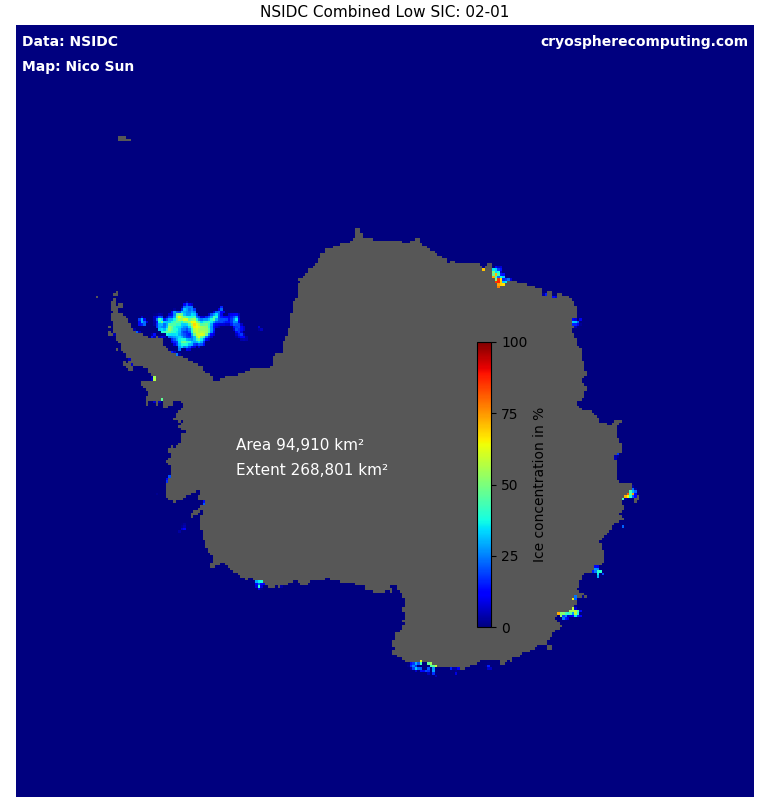 NSIDC Combined Low SIC: 02-01
Data: NSIDC
cryospherecomputing.com
Map: Nico Sun
Area 94,910 km²
Extent 268,801 km²
100
75
50
25
0
Ice concentration in %